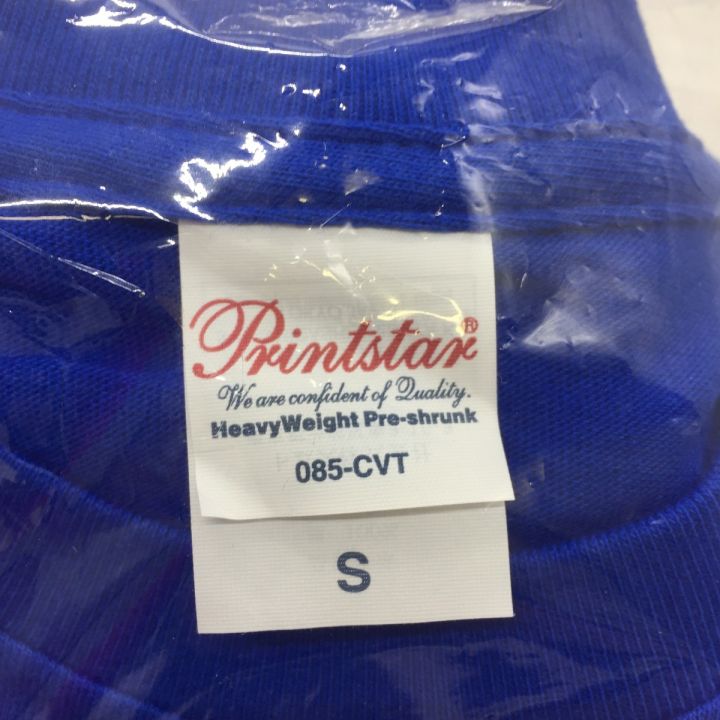 Printstar®
We are confident of Quality.
HeavyWeight Pre-shrunk
085-CVT
S